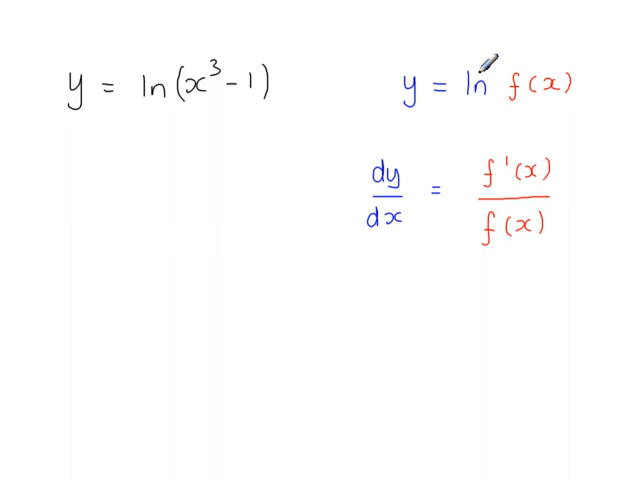 y = ln(x³ - 1)
y = ln f(x)
dy/dx = f'(x)/f(x)